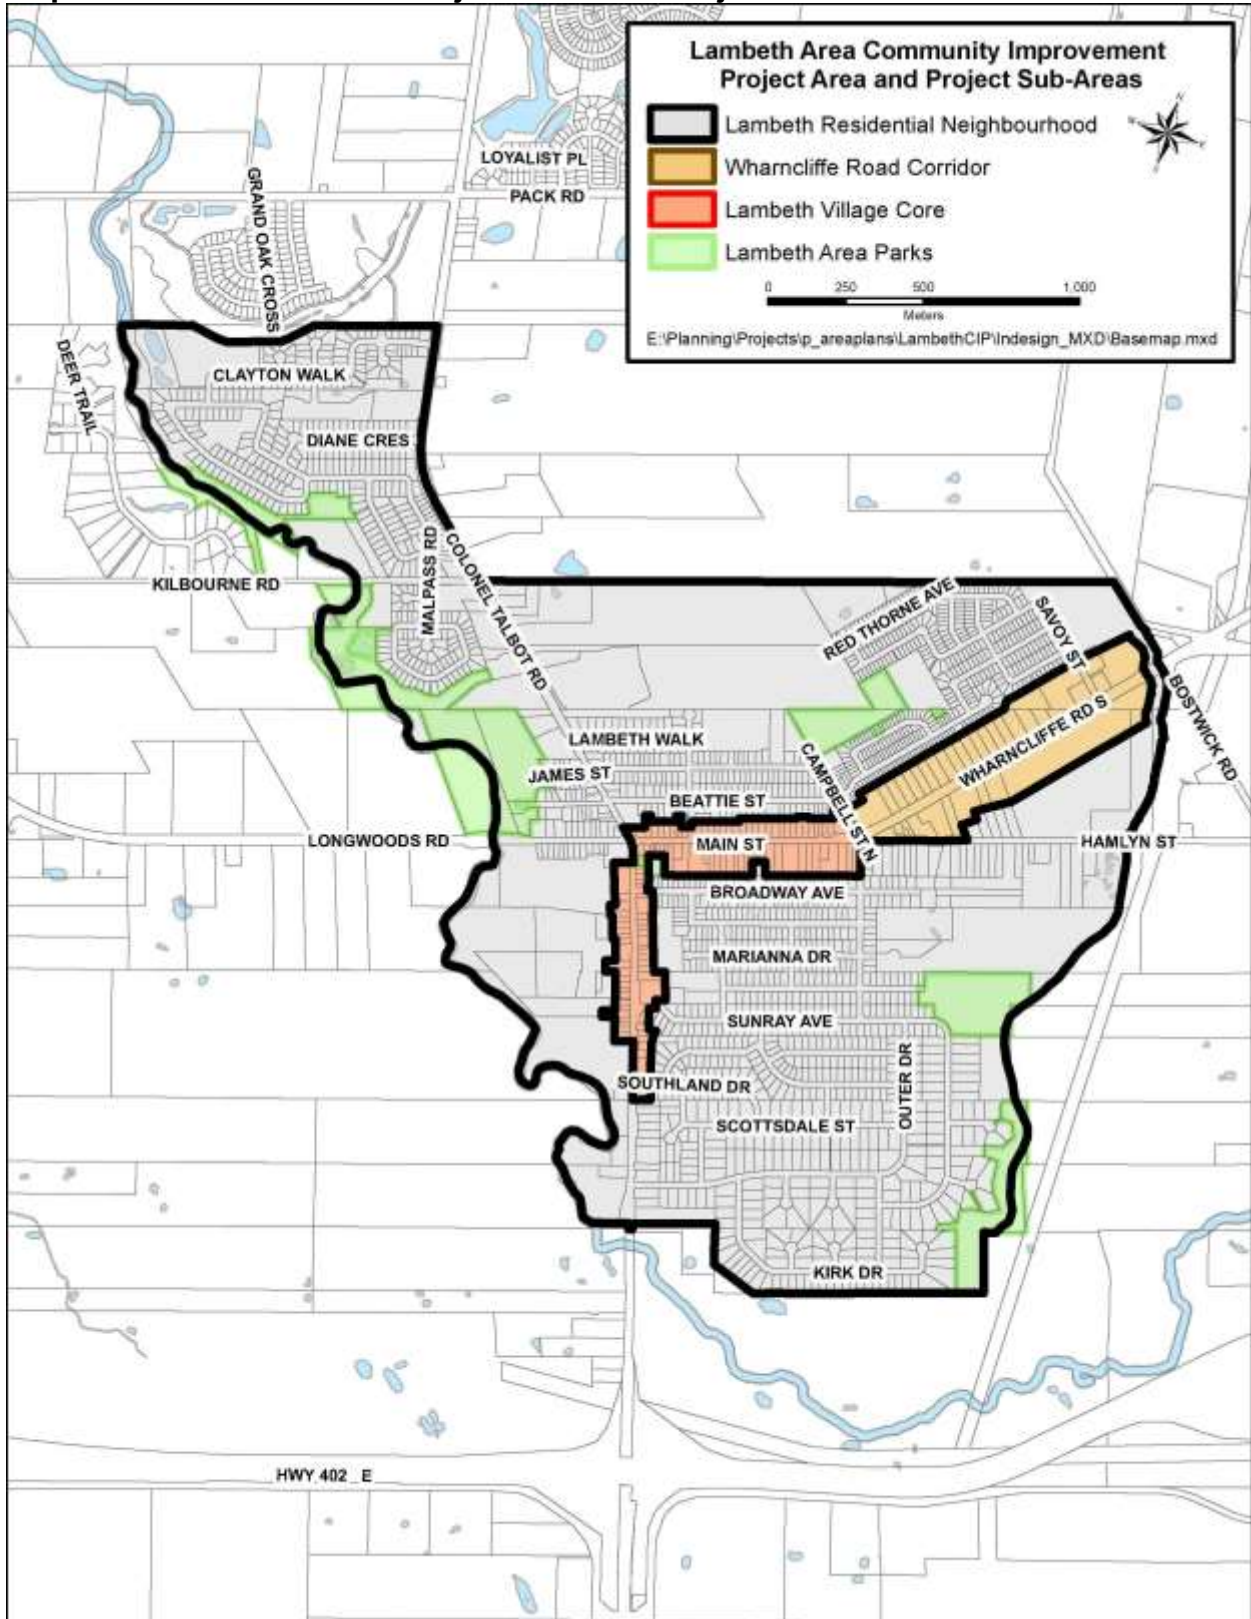 Lambeth Area Community Improvement
Project Area and Project Sub-Areas
Lambeth Residential Neighbourhood
Wharncliffe Road Corridor
Lambeth Village Core
Lambeth Area Parks
0 250 500 1,000
Meters
E:\Planning\Projects\p_areaplans\LambethCIP\Indesign_MXD\Basemap.mxd
N
LOYALIST PL
PACK RD
GRAND OAK CROSS
DEER TRAIL
CLAYTON WALK
DIANE CRES
MALPASS RD
COLONEL TALBOT RD
KILBOURNE RD
RED THORNE AVE
SAVOY ST
BOSTWICK RD
WHARNCLIFFE RD S
LAMBETH WALK
CAMPBELL ST N
JAMES ST
BEATTIE ST
LONGWOODS RD
MAIN ST
HAMLYN ST
BROADWAY AVE
MARIANNA DR
SUNRAY AVE
OUTER DR
SOUTHLAND DR
SCOTTSDALE ST
KIRK DR
HWY 402 E